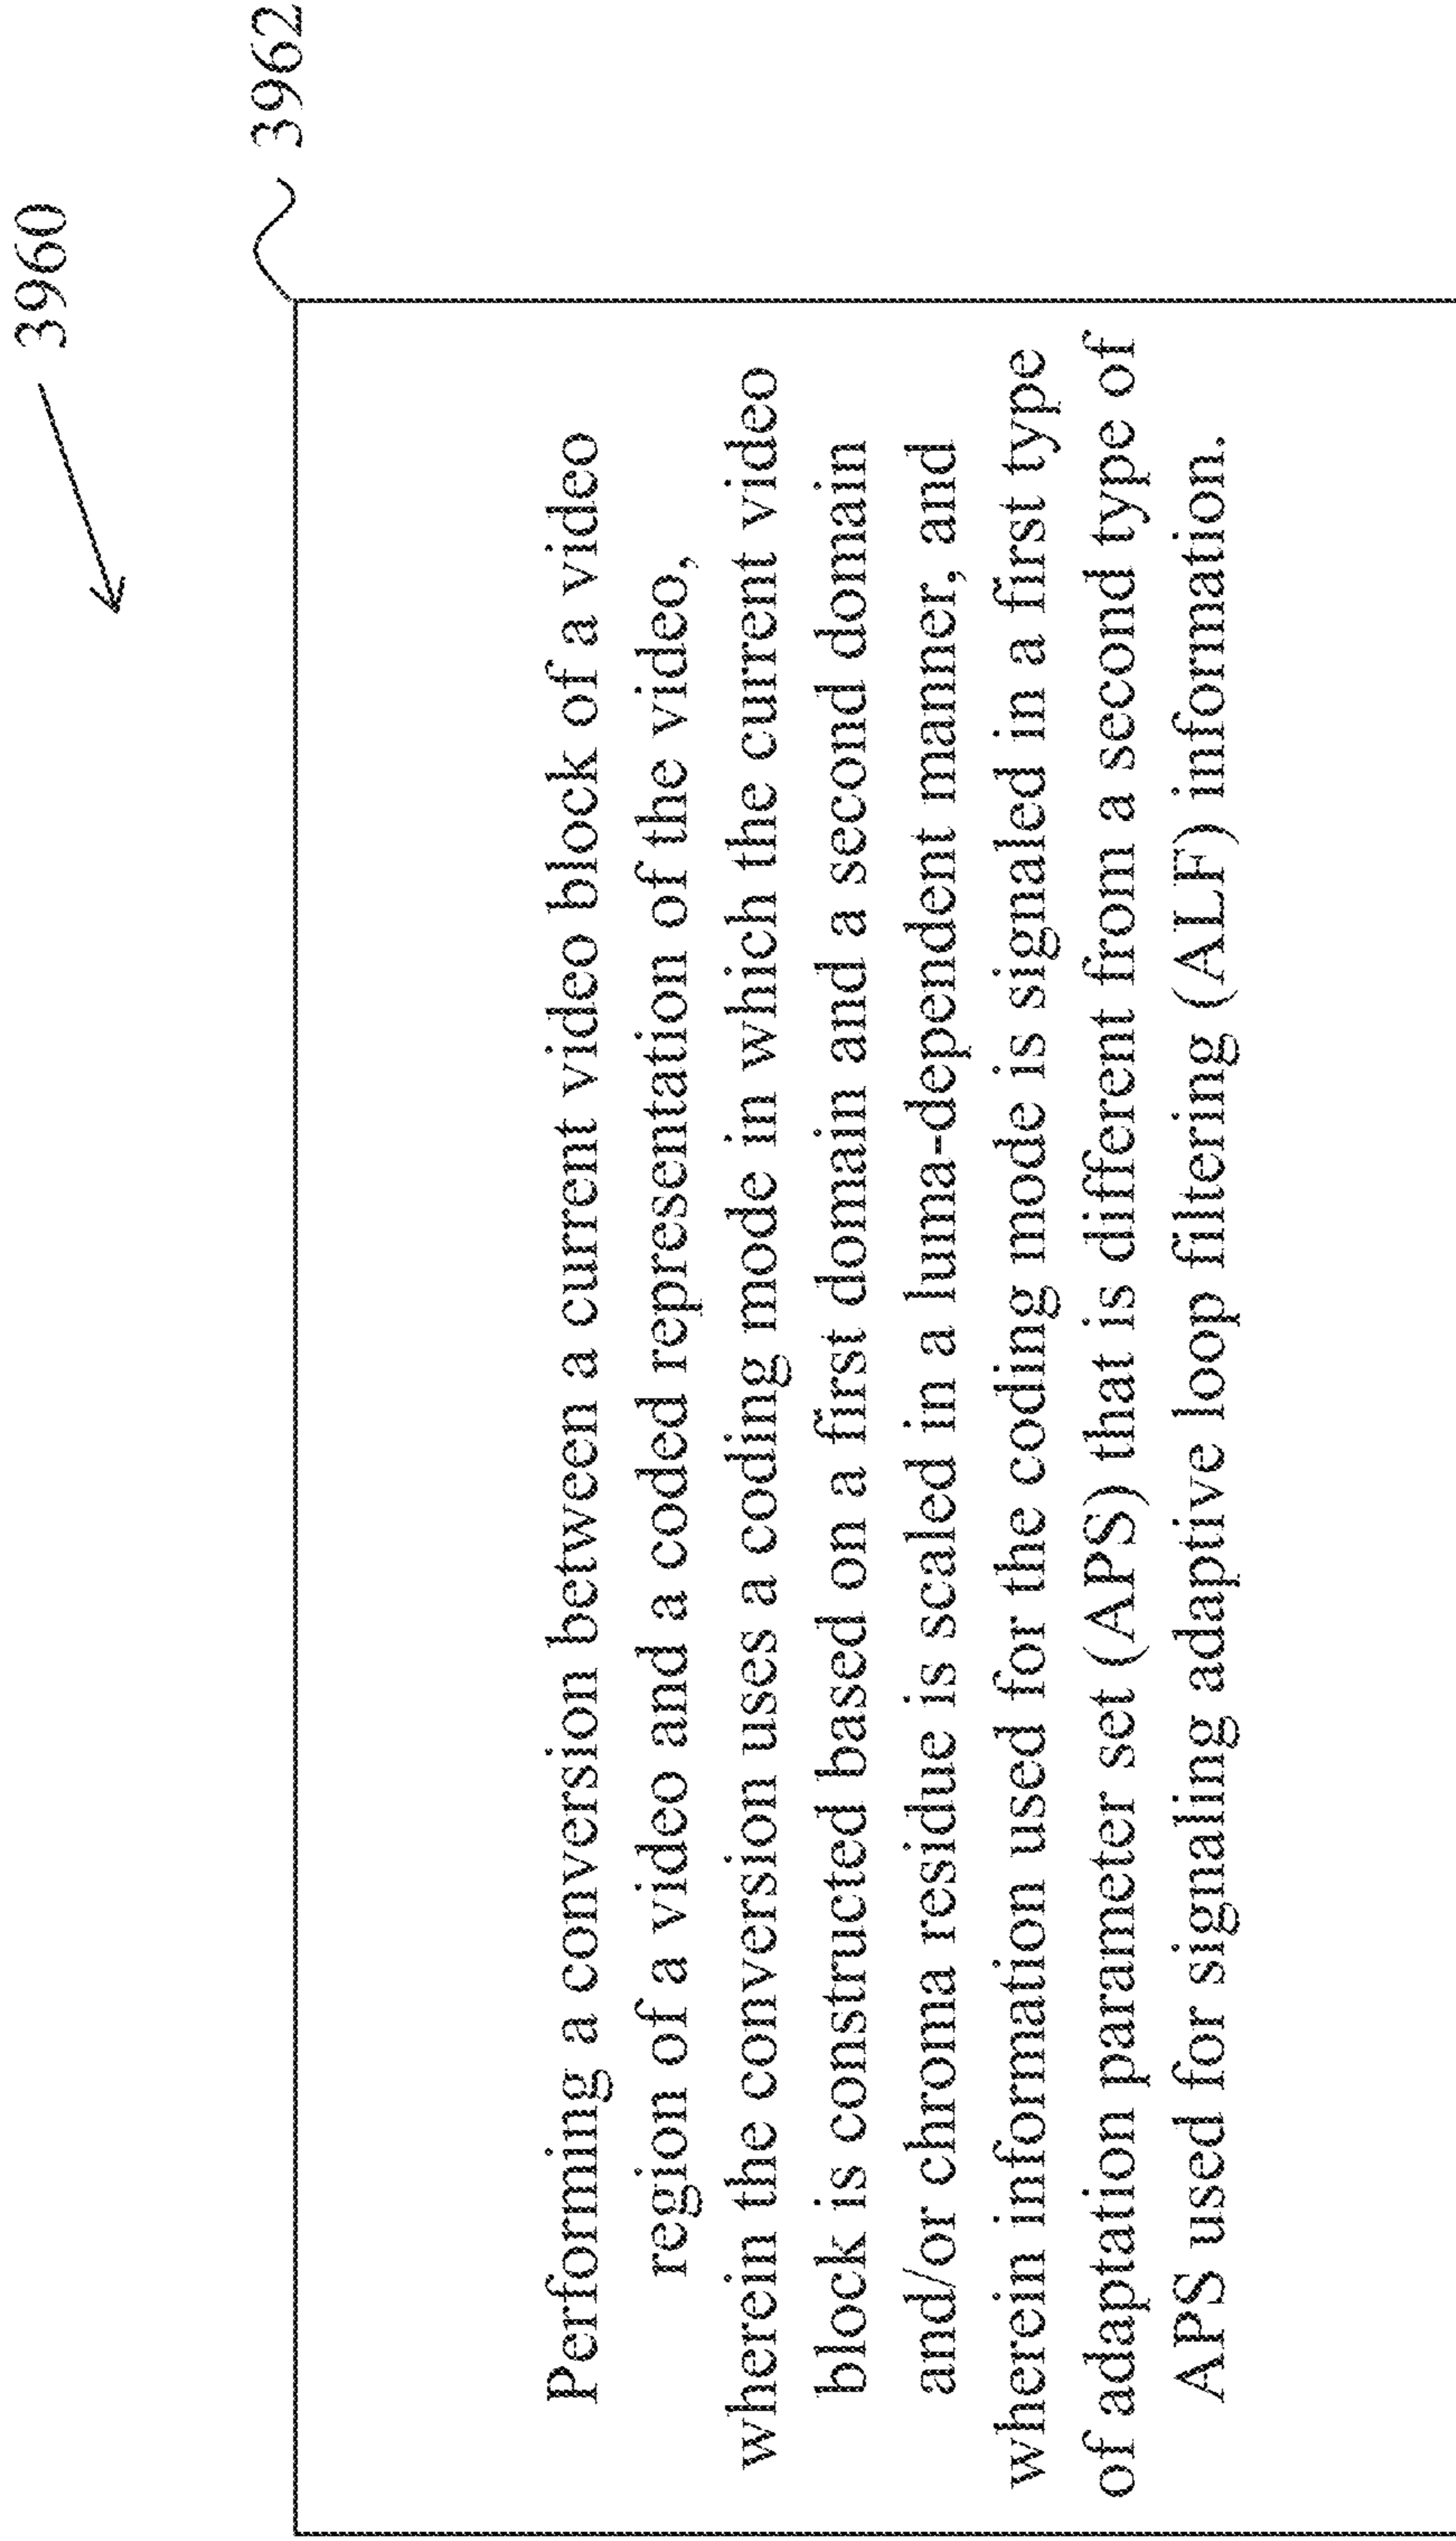 3960
3962
Performing a conversion between a current video block of a video
region of a video and a coded representation of the video,
wherein the conversion uses a coding mode in which the current video
block is constructed based on a first domain and a second domain
and/or chroma residue is scaled in a luma-dependent manner, and
wherein information used for the coding mode is signaled in a first type
of adaptation parameter set (APS) that is different from a second type of
APS used for signaling adaptive loop filtering (ALF) information.